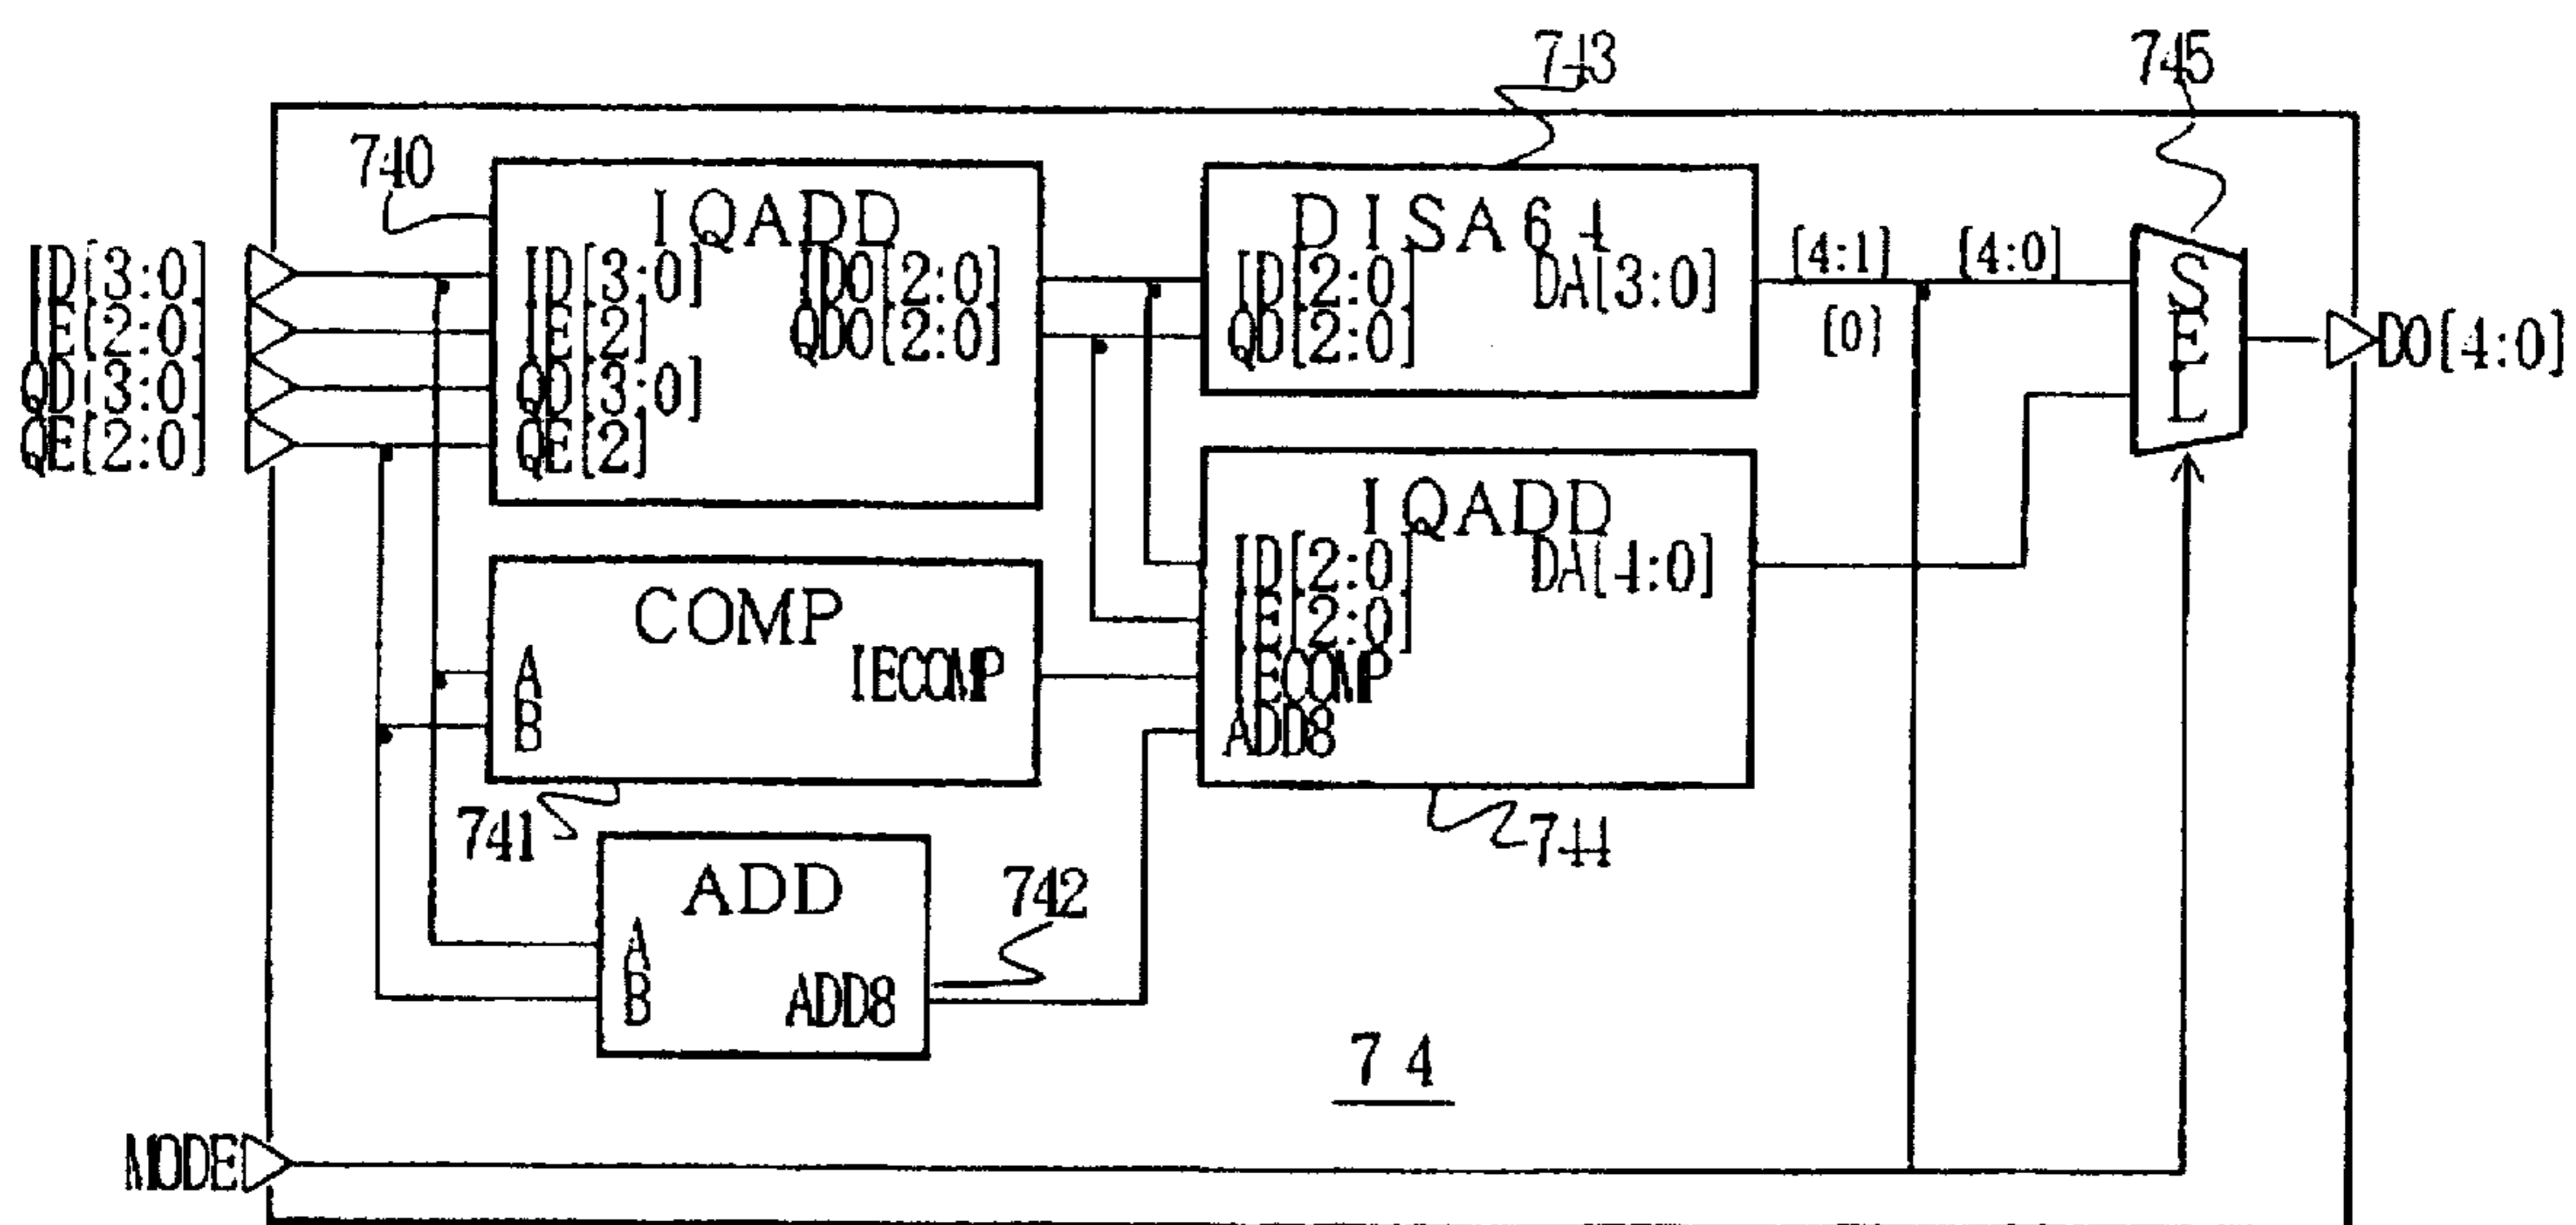 743
745
740
IQADD
ID[3:0]
IE[2:0]
QD[3:0]
QE[2:0]
ID[3:0]
IE[2]
QD[3:0]
QE[2]
IDO[2:0]
QDO[2:0]
DISA64
ID[2:0]
QD[2:0]
DA[3:0]
[4:1]
[0]
[4:0]
SEL
DO[4:0]
COMP
A
B
IECOMP
741
IQADD
ID[2:0]
IE[2:0]
IECOMP
ADD8
DA[4:0]
744
ADD
A
B
ADD8
742
74
MODE